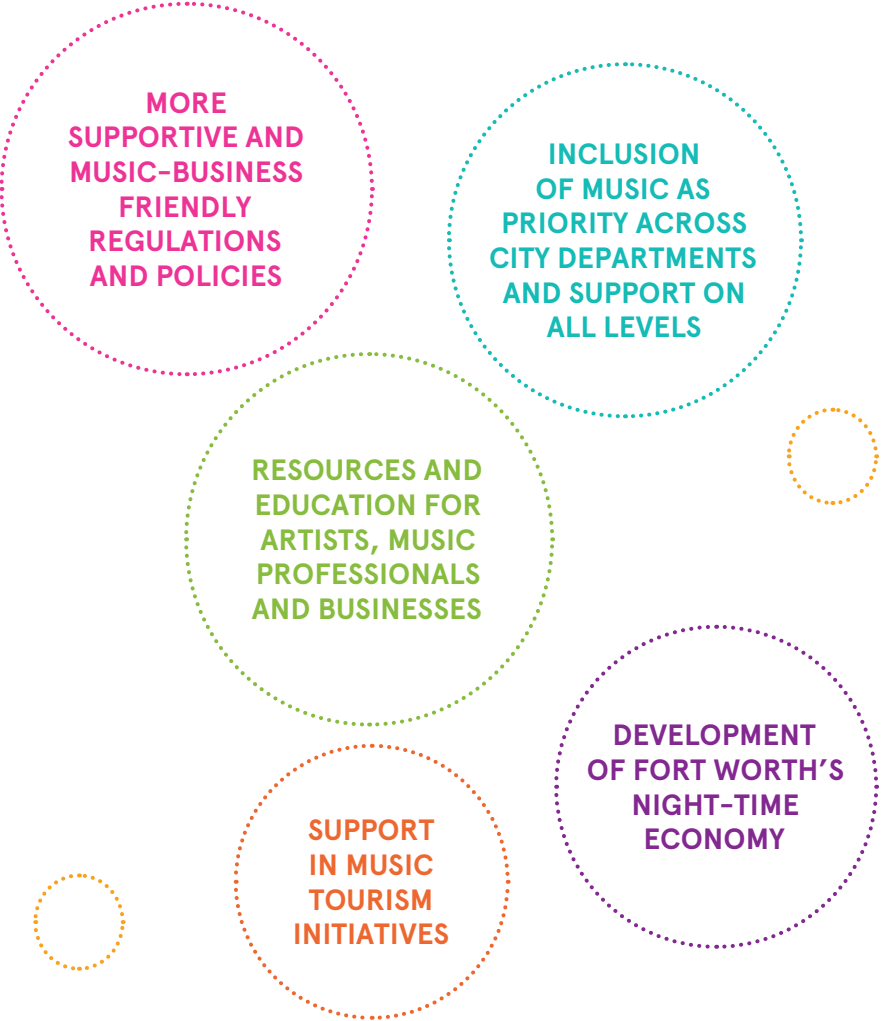 MORE
SUPPORTIVE AND
MUSIC-BUSINESS
FRIENDLY
REGULATIONS
AND POLICIES
INCLUSION
OF MUSIC AS
PRIORITY ACROSS
CITY DEPARTMENTS
AND SUPPORT ON
ALL LEVELS
RESOURCES AND
EDUCATION FOR
ARTISTS, MUSIC
PROFESSIONALS
AND BUSINESSES
DEVELOPMENT
OF FORT WORTH’S
NIGHT-TIME
ECONOMY
SUPPORT
IN MUSIC
TOURISM
INITIATIVES